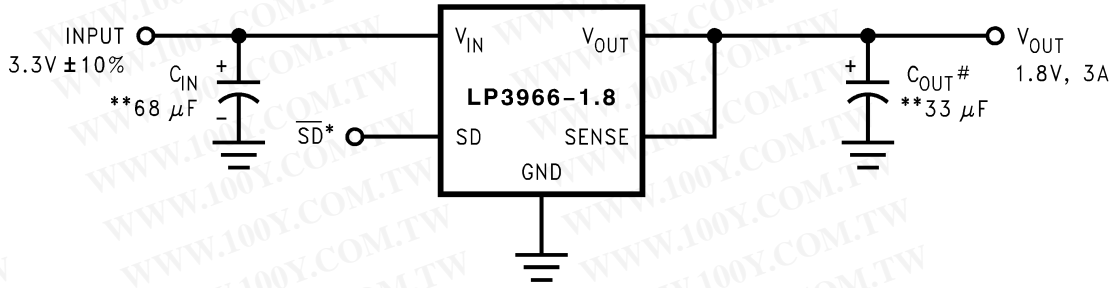 INPUT
3.3V ±10%
C_IN
+
**68 μF
−
V_IN
V_OUT
LP3966−1.8
S̅D̅*
SD
SENSE
GND
+
C_OUT#
**33 μF
V_OUT
1.8V, 3A
WWW.100Y.COM.TW